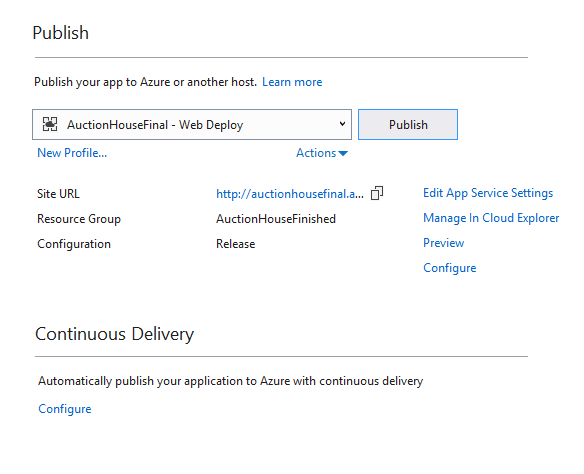 Publish
Publish your app to Azure or another host. Learn more
AuctionHouseFinal - Web Deploy
Publish
New Profile...
Actions
Site URL
http://auctionhousefinal.a...
Edit App Service Settings
Resource Group
AuctionHouseFinished
Manage In Cloud Explorer
Configuration
Release
Preview
Configure
Continuous Delivery
Automatically publish your application to Azure with continuous delivery
Configure